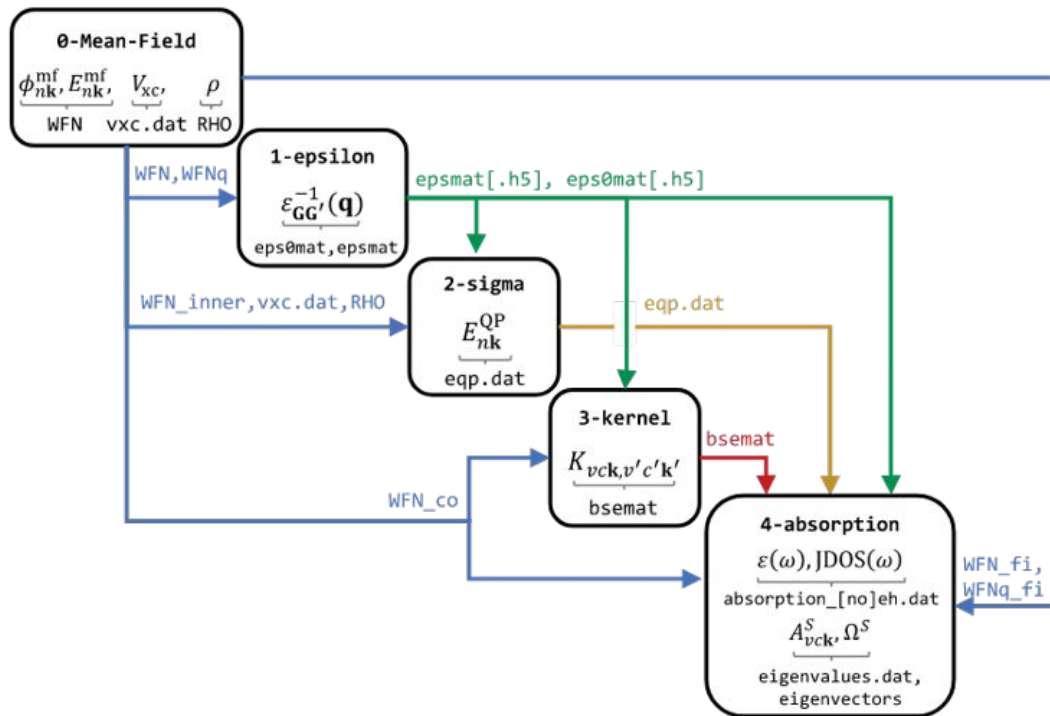 0-Mean-Field
ϕ^mf_nk, E^mf_nk, V_xc, ρ
WFN vxc.dat RHO
WFN,WFNq
1-epsilon
ε^−1_GG′(q)
eps0mat,epsmat
epsmat[.h5], eps0mat[.h5]
WFN_inner,vxc.dat,RHO
2-sigma
E^QP_nk
eqp.dat
eqp.dat
3-kernel
K_vck,v′c′k′
bsemat
bsemat
WFN_co
4-absorption
ε(ω), JDOS(ω)
absorption_[no]eh.dat
A^S_vck, Ω^S
eigenvalues.dat,
eigenvectors
WFN_fi,
WFNq_fi